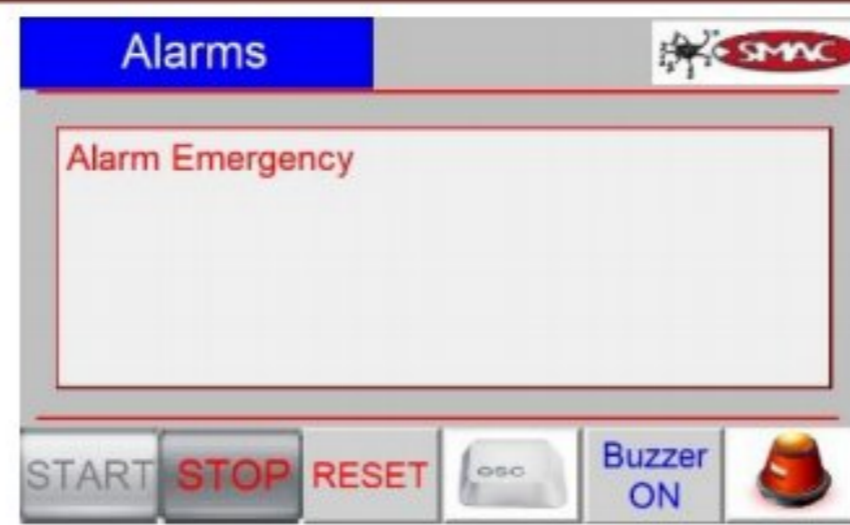 Alarms
SMAC
Alarm Emergency
START
STOP
RESET
osc
Buzzer
ON